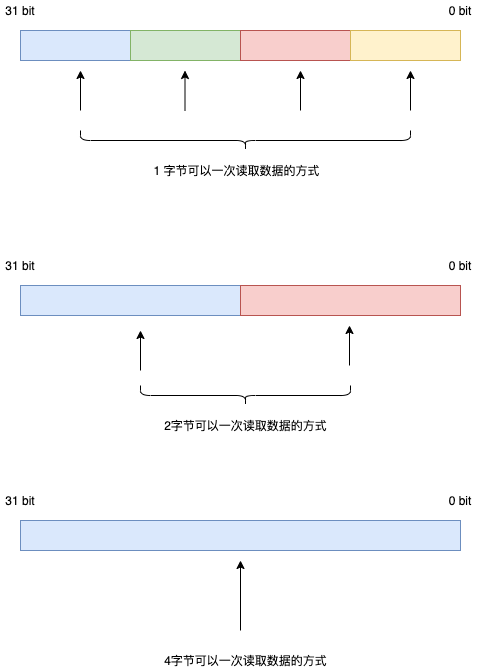 31 bit 0 bit
1 字节可以一次读取数据的方式
31 bit 0 bit
2字节可以一次读取数据的方式
31 bit 0 bit
4字节可以一次读取数据的方式